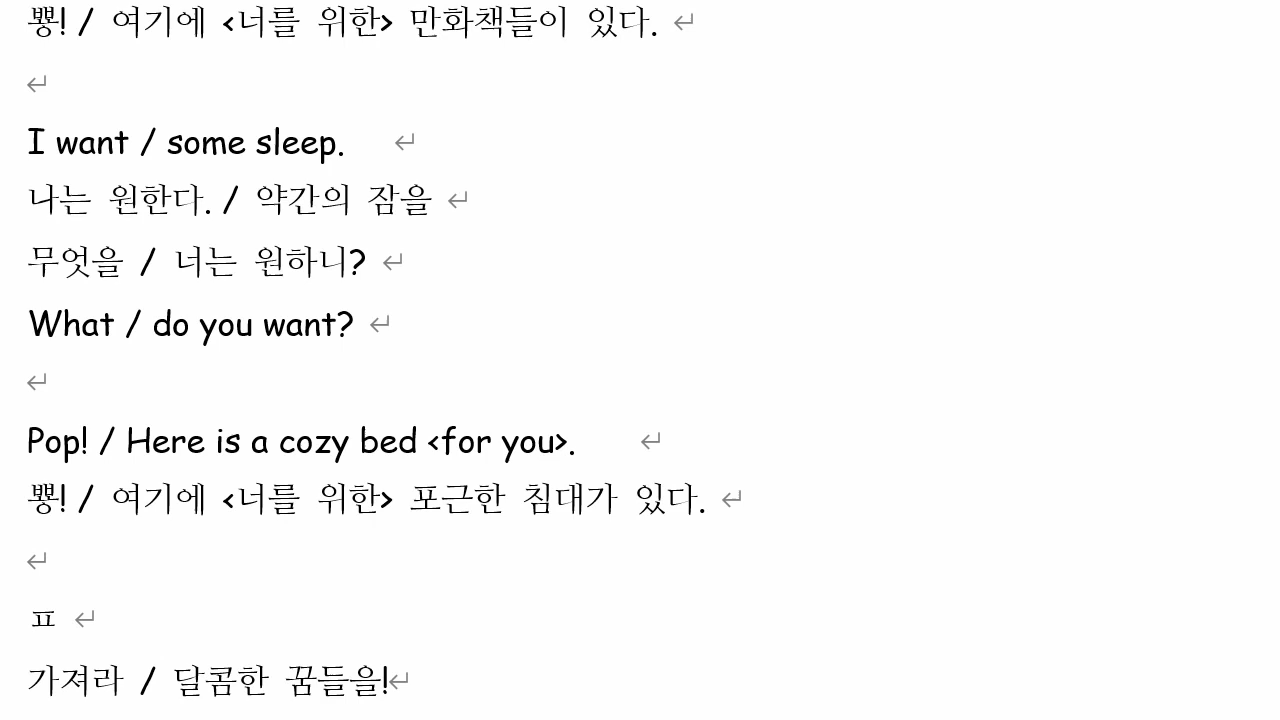 뿅! / 여기에 <너를 위한> 만화책들이 있다.
I want / some sleep.
나는 원한다. / 약간의 잠을
무엇을 / 너는 원하니?
What / do you want?
Pop! / Here is a cozy bed <for you>.
뿅! / 여기에 <너를 위한> 포근한 침대가 있다.
ㅍ
가져라 / 달콤한 꿈들을!